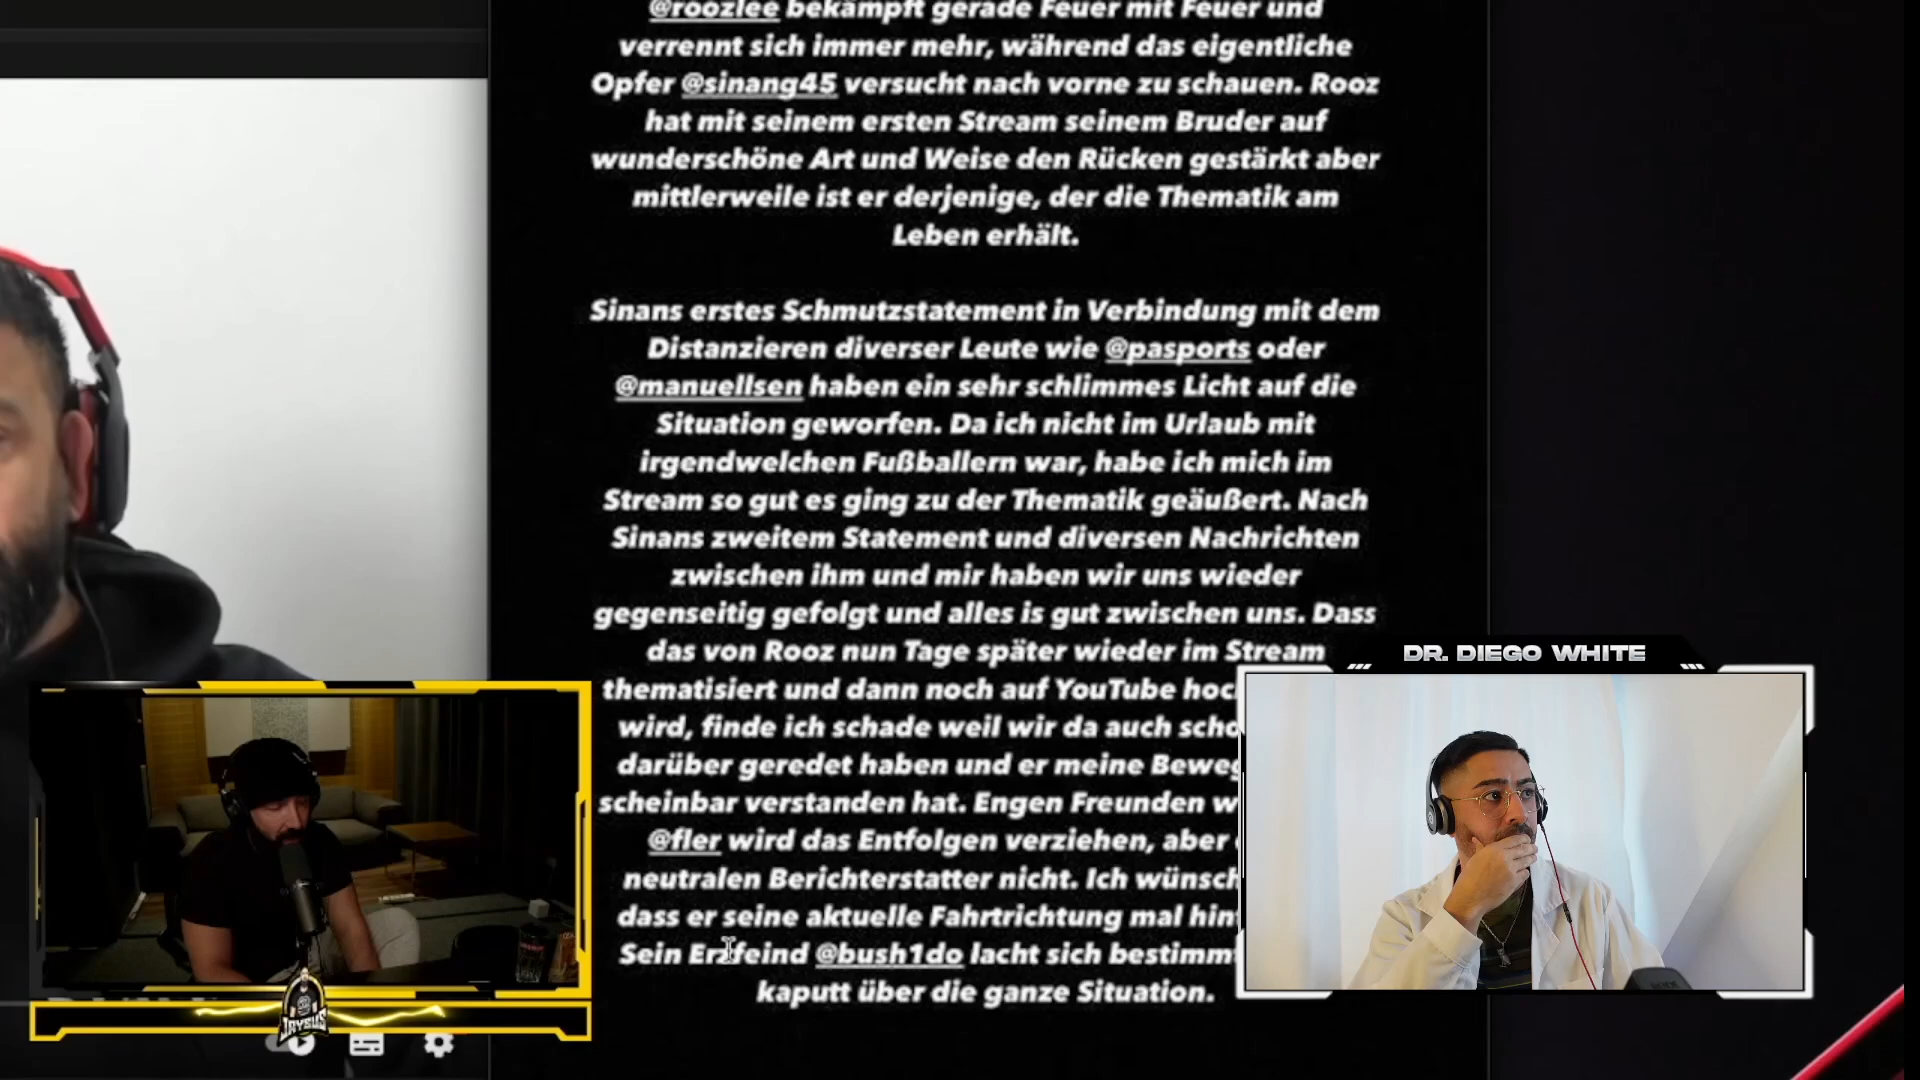 @roozlee bekämpft gerade Feuer mit Feuer und
verrennt sich immer mehr, während das eigentliche
Opfer @sinang45 versucht nach vorne zu schauen. Rooz
hat mit seinem ersten Stream seinem Bruder auf
wunderschöne Art und Weise den Rücken gestärkt aber
mittlerweile ist er derjenige, der die Thematik am
Leben erhält.
Sinans erstes Schmutzstatement in Verbindung mit dem
Distanzieren diverser Leute wie @pasports oder
@manuellsen haben ein sehr schlimmes Licht auf die
Situation geworfen. Da ich nicht im Urlaub mit
irgendwelchen Fußballern war, habe ich mich im
Stream so gut es ging zu der Thematik geäußert. Nach
Sinans zweitem Statement und diversen Nachrichten
zwischen ihm und mir haben wir uns wieder
gegenseitig gefolgt und alles is gut zwischen uns. Dass
das von Rooz nun Tage später wieder im Stream
thematisiert und dann noch auf YouTube
wird, finde ich schade weil wir da auch
darüber geredet haben und er meine
scheinbar verstanden hat. Engen Freunden
@fler wird das Entfolgen verziehen, aber
neutralen Berichterstatter nicht. Ich
dass er seine aktuelle Fahrtrichtung mal
Sein Erzfeind @bush1do lacht sich
kaputt über die ganze Situation.
DR. DIEGO WHITE
JAYSUS